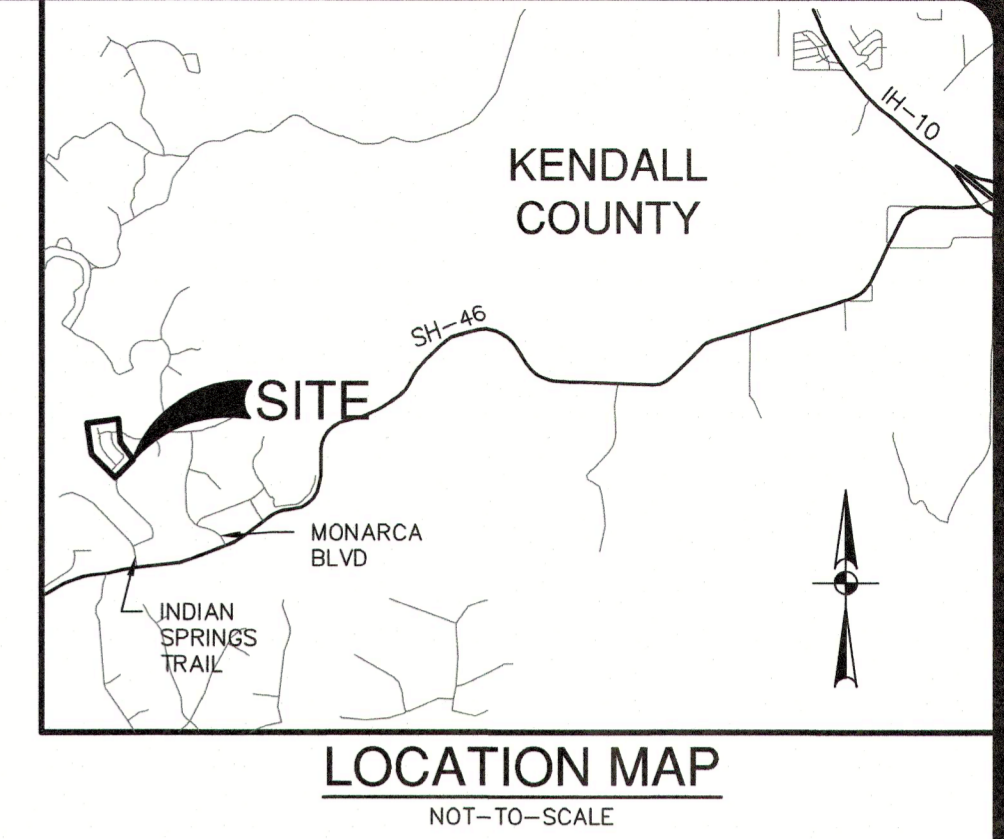 IH-10
KENDALL
COUNTY
SH-46
SITE
MONARCA
BLVD
INDIAN
SPRINGS
TRAIL
LOCATION MAP
NOT-TO-SCALE